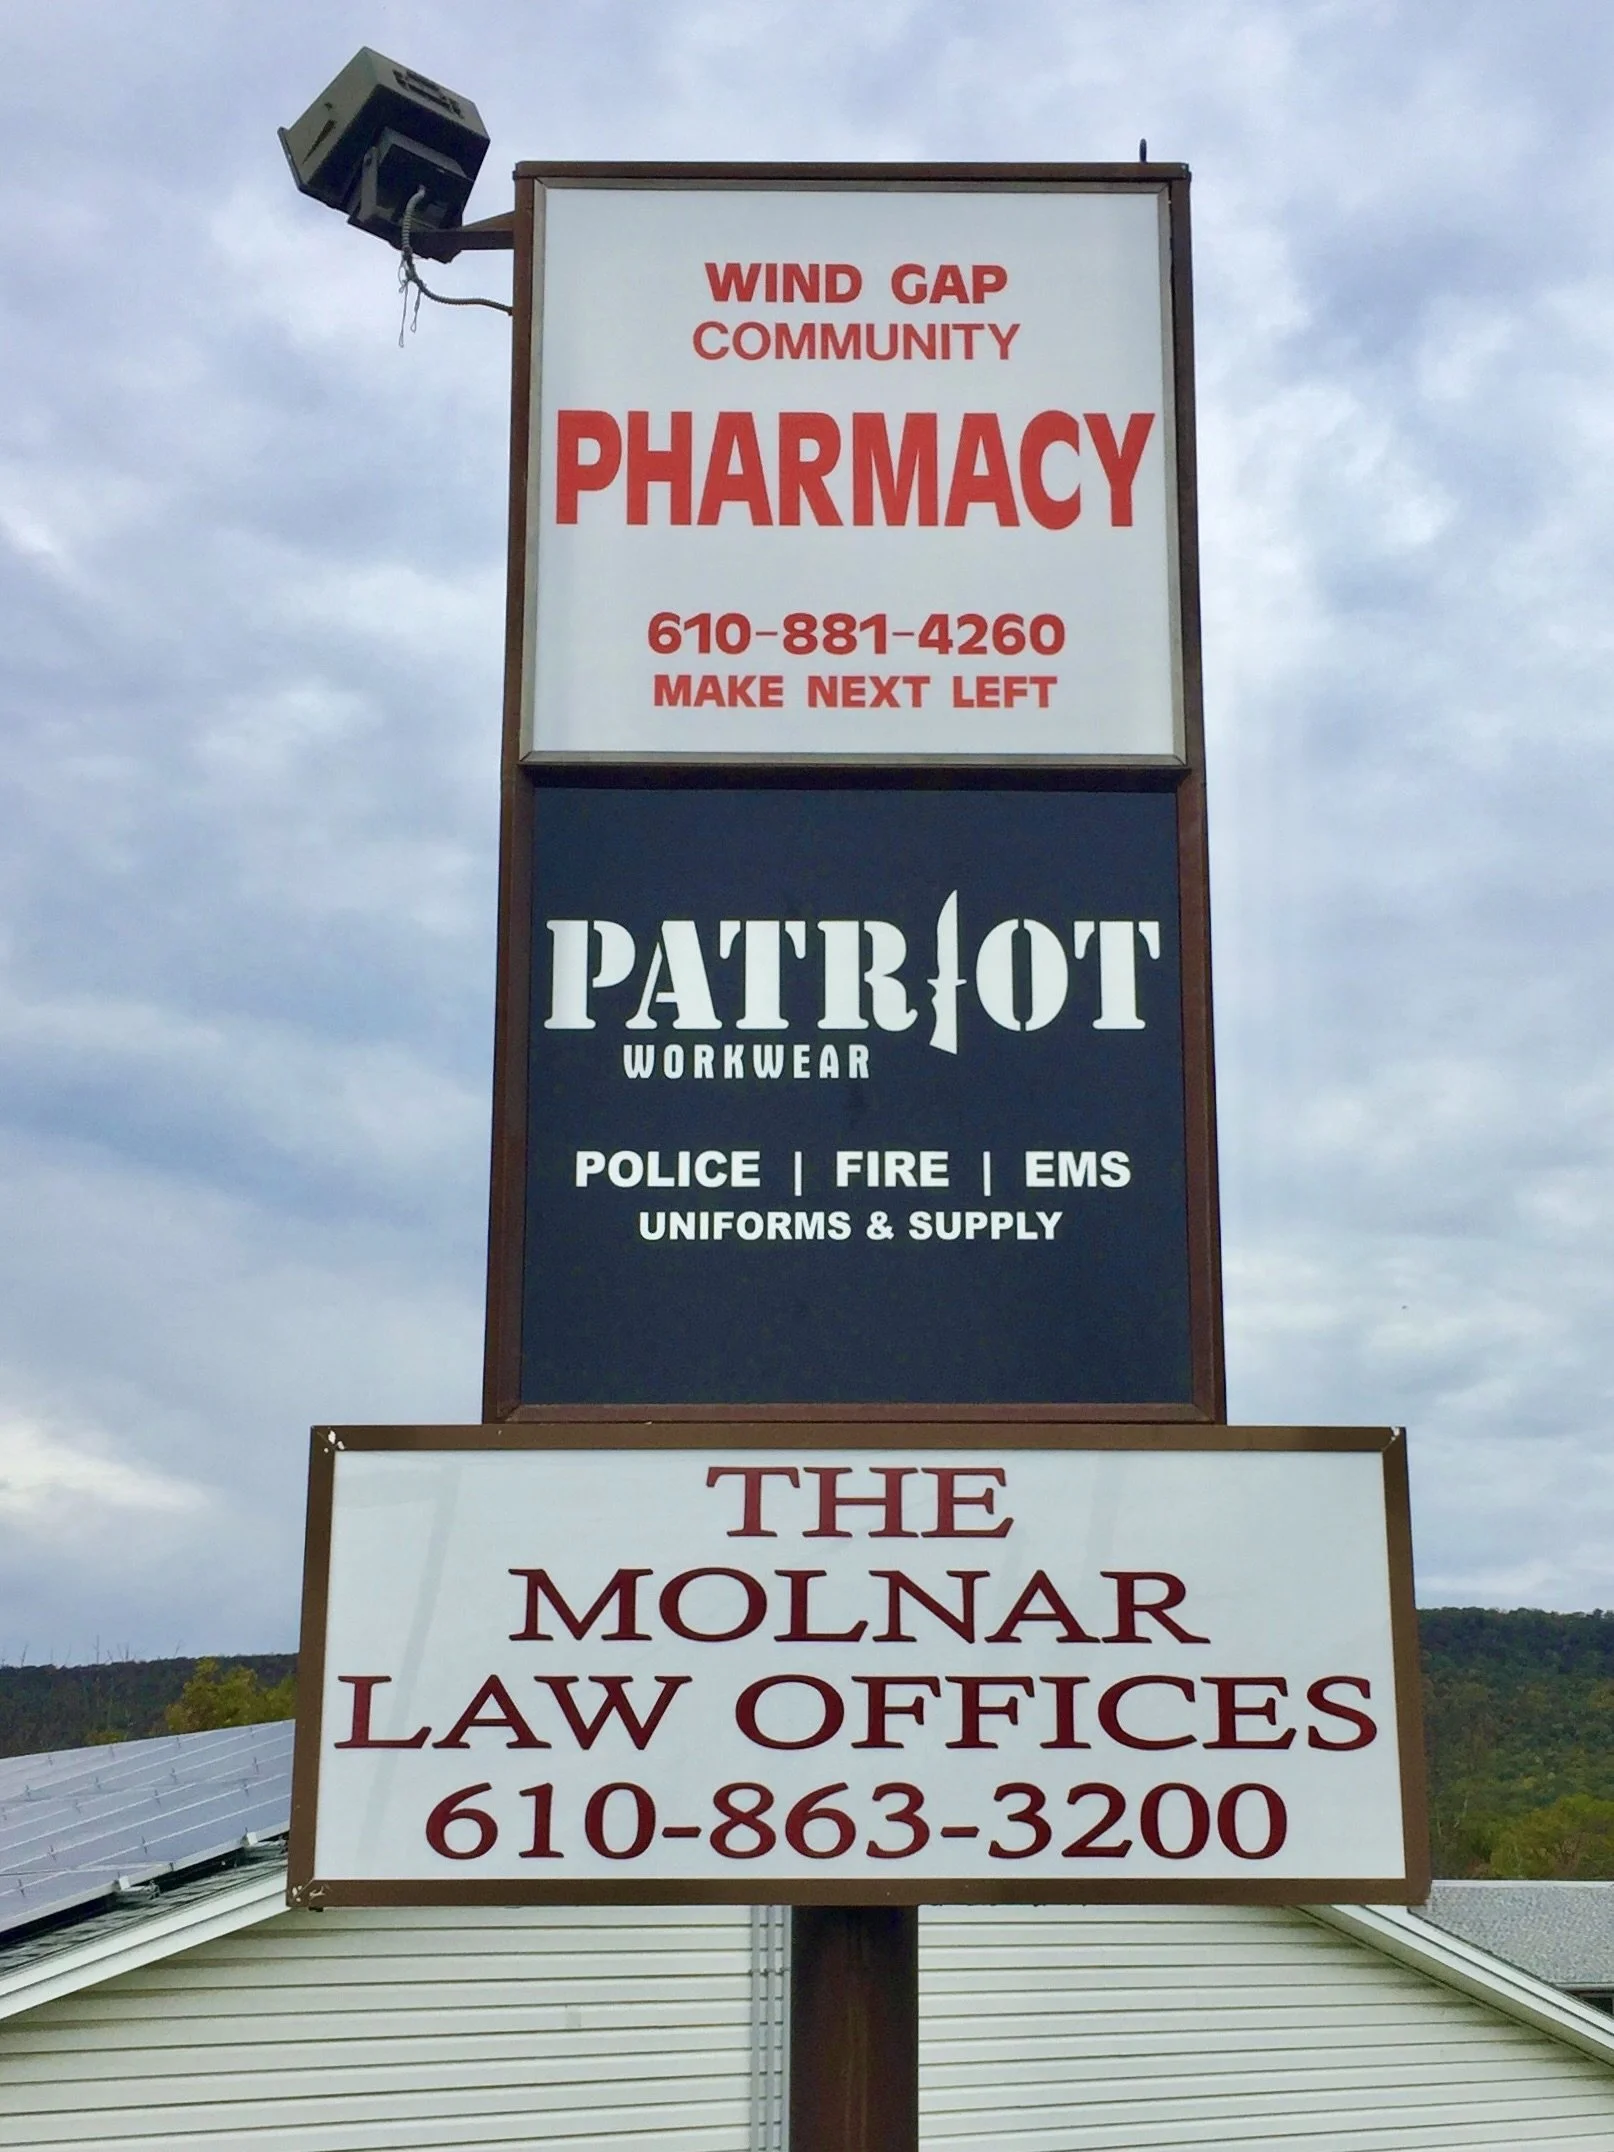 WIND GAP
COMMUNITY
PHARMACY
610-881-4260
MAKE NEXT LEFT
PATRIOT
WORKWEAR
POLICE | FIRE | EMS
UNIFORMS & SUPPLY
THE
MOLNAR
LAW OFFICES
610-863-3200